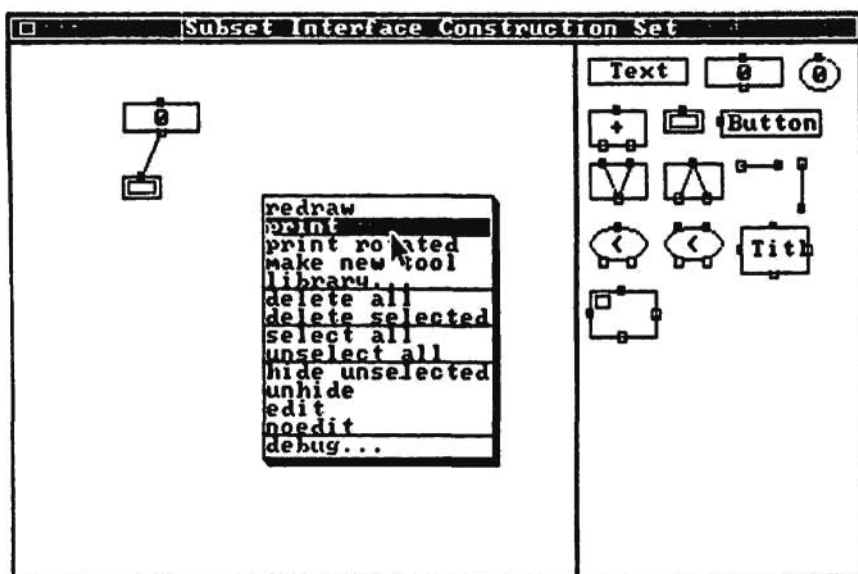 Subset Interface Construction Set
Text
0
0
0
+
Button
redraw
print
print rotated
make new tool
library...
delete all
delete selected
select all
unselect all
hide unselected
unhide
edit
noedit
debug...
<
<
Titl